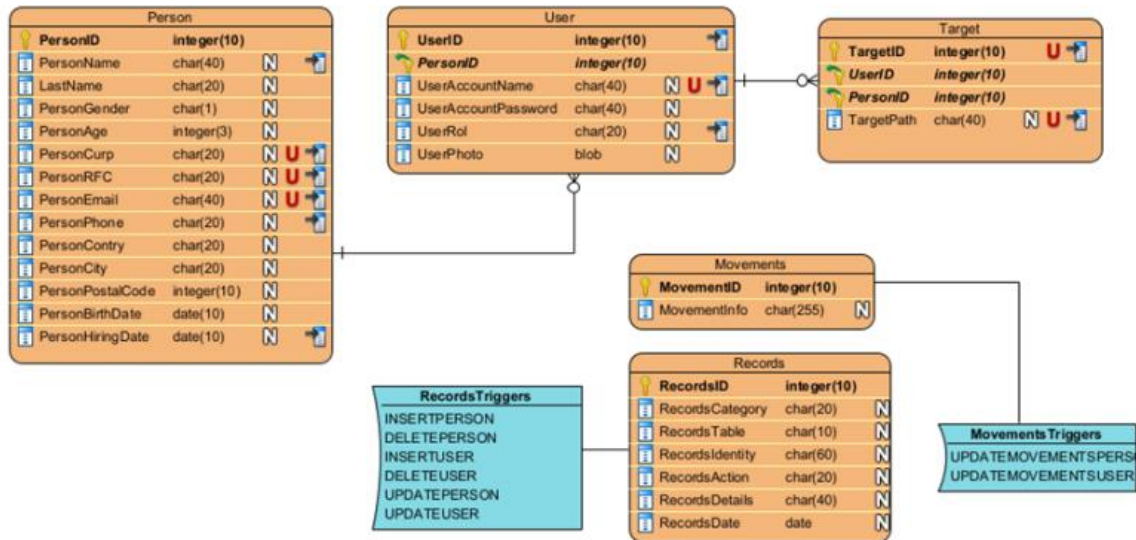 Person
PersonID integer(10)
PersonName char(40) N
LastName char(20) N
PersonGender char(1) N
PersonAge integer(3) N
PersonCurp char(20) N U
PersonRFC char(20) N U
PersonEmail char(40) N U
PersonPhone char(20) N
PersonContry char(20) N
PersonCity char(20) N
PersonPostalCode integer(10) N
PersonBirthDate date(10) N
PersonHiringDate date(10) N
User
UserID integer(10)
PersonID integer(10)
UserAccountName char(40) N U
UserAccountPassword char(40) N
UserRol char(20) N
UserPhoto blob N
Target
TargetID integer(10) U
UserID integer(10)
PersonID integer(10)
TargetPath char(40) N U
Movements
MovementID integer(10)
MovementInfo char(255) N
Records
RecordsID integer(10)
RecordsCategory char(20) N
RecordsTable char(10) N
RecordsIdentity char(60) N
RecordsAction char(20) N
RecordsDetails char(40) N
RecordsDate date N
RecordsTriggers
INSERTPERSON
DELETEPERSON
INSERTUSER
DELETEUSER
UPDATEPERSON
UPDATEUSER
MovementsTriggers
UPDATEMOVEMENTSPERSO
UPDATEMOVEMENTSUSER